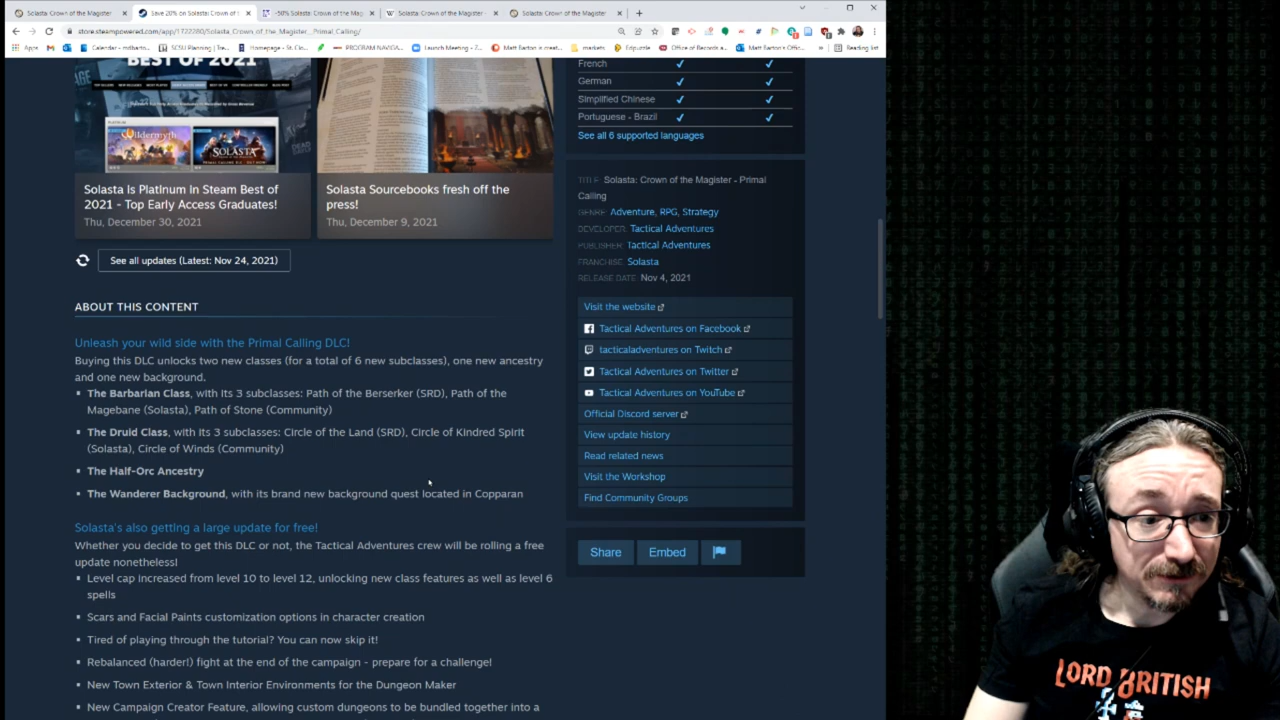 Solasta: Crown of the Magister
Save 20% on Solasta: Crown of
-50% Solasta: Crown of the Mag
Solasta: Crown of the Magister -
Solasta: Crown of the Magister
store.steampowered.com/app/1722280/Solasta_Crown_of_the_Magister__Primal_Calling/
Apps
Calendar - mdbarto...
SCSU Planning | Tre...
Homepage - St. Clo...
PROGRAM NAVIGA...
Launch Meeting - Z...
Matt Barton is creat...
markets
Edpuzzle
Office of Records a...
Matt Barton's Offic...
Reading list
BEST OF 2021
Wildermyth
SOLASTA
Solasta Is Platinum in Steam Best of
2021 - Top Early Access Graduates!
Thu, December 30, 2021
Solasta Sourcebooks fresh off the
press!
Thu, December 9, 2021
See all updates (Latest: Nov 24, 2021)
ABOUT THIS CONTENT
Unleash your wild side with the Primal Calling DLC!
Buying this DLC unlocks two new classes (for a total of 6 new subclasses), one new ancestry
and one new background.
The Barbarian Class, with its 3 subclasses: Path of the Berserker (SRD), Path of the
Magebane (Solasta), Path of Stone (Community)
The Druid Class, with its 3 subclasses: Circle of the Land (SRD), Circle of Kindred Spirit
(Solasta), Circle of Winds (Community)
The Half-Orc Ancestry
The Wanderer Background, with its brand new background quest located in Copparan
Solasta's also getting a large update for free!
Whether you decide to get this DLC or not, the Tactical Adventures crew will be rolling a free
update nonetheless!
Level cap increased from level 10 to level 12, unlocking new class features as well as level 6
spells
Scars and Facial Paints customization options in character creation
Tired of playing through the tutorial? You can now skip it!
Rebalanced (harder!) fight at the end of the campaign - prepare for a challenge!
New Town Exterior & Town Interior Environments for the Dungeon Maker
New Campaign Creator Feature, allowing custom dungeons to be bundled together into a
French
German
Simplified Chinese
Portuguese - Brazil
See all 6 supported languages
TITLE: Solasta: Crown of the Magister - Primal
Calling
GENRE: Adventure, RPG, Strategy
DEVELOPER: Tactical Adventures
PUBLISHER: Tactical Adventures
FRANCHISE: Solasta
RELEASE DATE: Nov 4, 2021
Visit the website
Tactical Adventures on Facebook
tacticaladventures on Twitch
Tactical Adventures on Twitter
Tactical Adventures on YouTube
Official Discord server
View update history
Read related news
Visit the Workshop
Find Community Groups
Share
Embed
LORD BRITISH